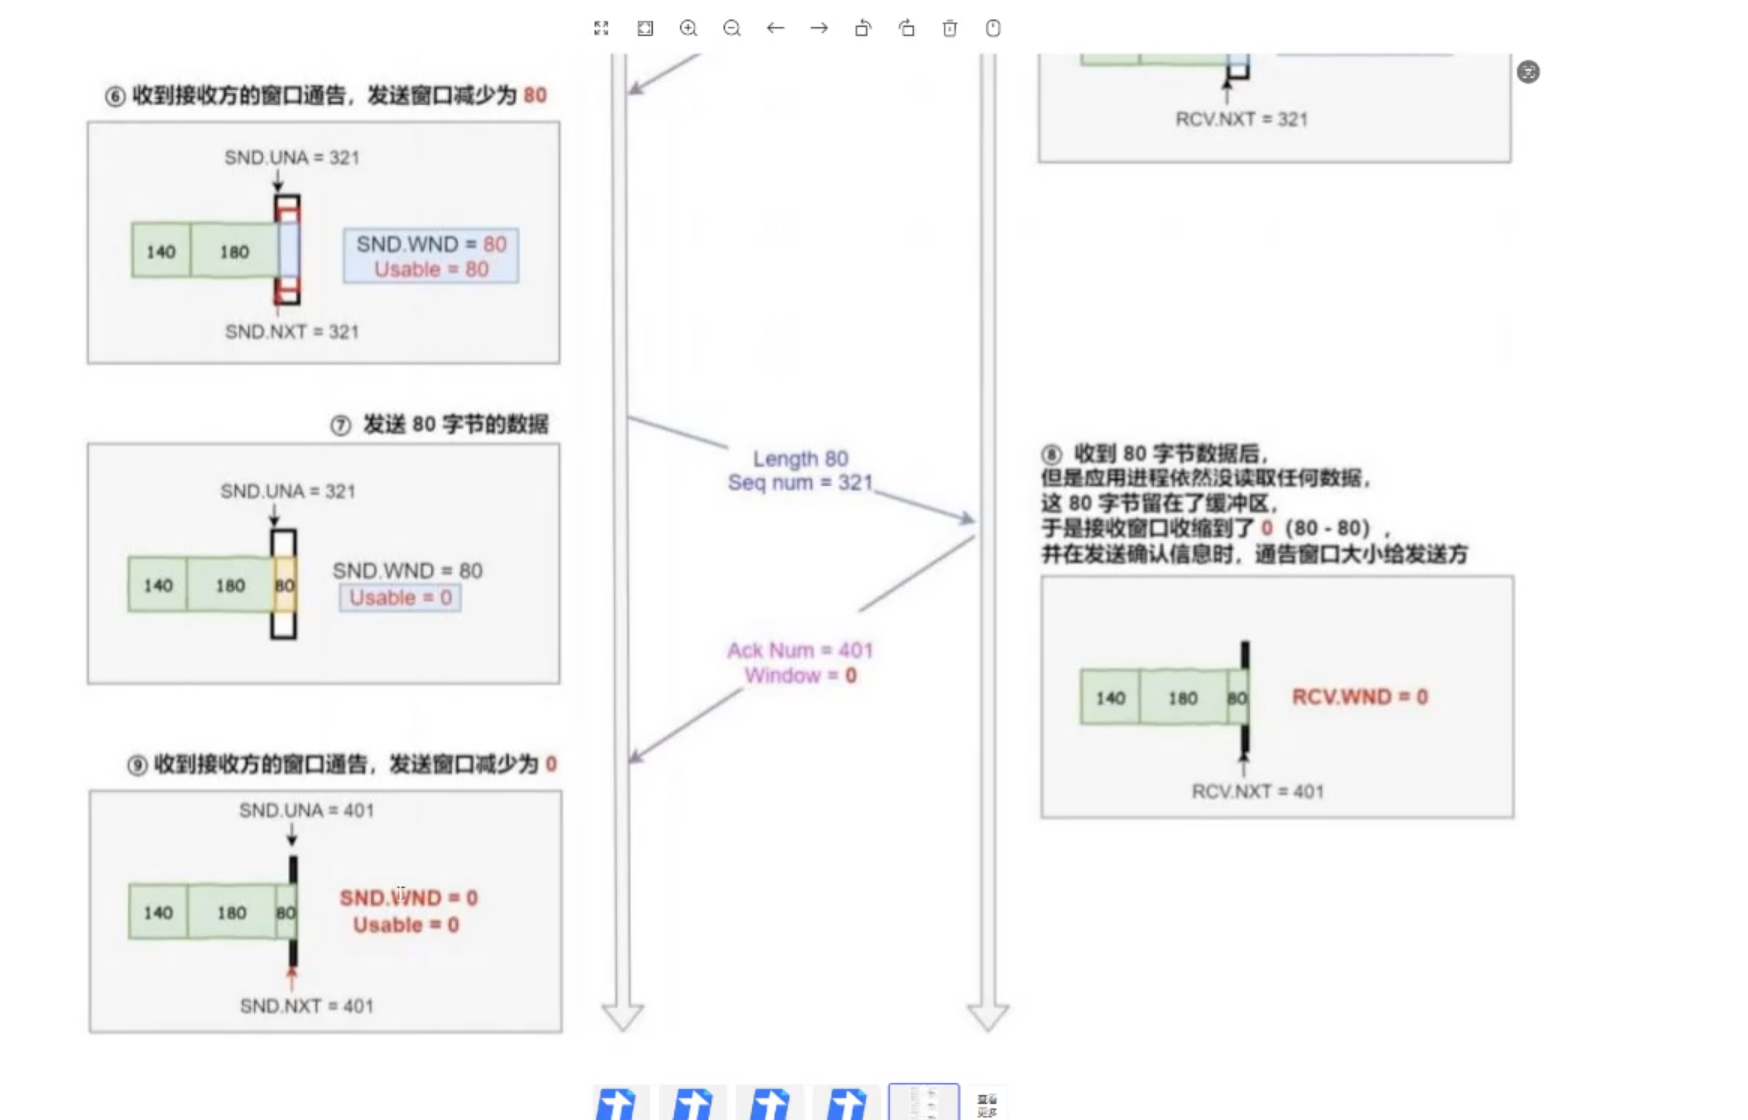 ⑥ 收到接收方的窗口通告，发送窗口减少为 80
SND.UNA = 321
140
180
SND.WND = 80
Usable = 80
SND.NXT = 321
RCV.NXT = 321
⑦ 发送 80 字节的数据
SND.UNA = 321
140
180
80
SND.WND = 80
Usable = 0
Length 80
Seq num = 321
⑧ 收到 80 字节数据后，
但是应用进程依然没读取任何数据，
这 80 字节留在了缓冲区，
于是接收窗口收缩到了 0（80 - 80），
并在发送确认信息时，通告窗口大小给发送方
Ack Num = 401
Window = 0
140
180
80
RCV.WND = 0
RCV.NXT = 401
⑨ 收到接收方的窗口通告，发送窗口减少为 0
SND.UNA = 401
140
180
80
SND.WND = 0
Usable = 0
SND.NXT = 401
查看
更多